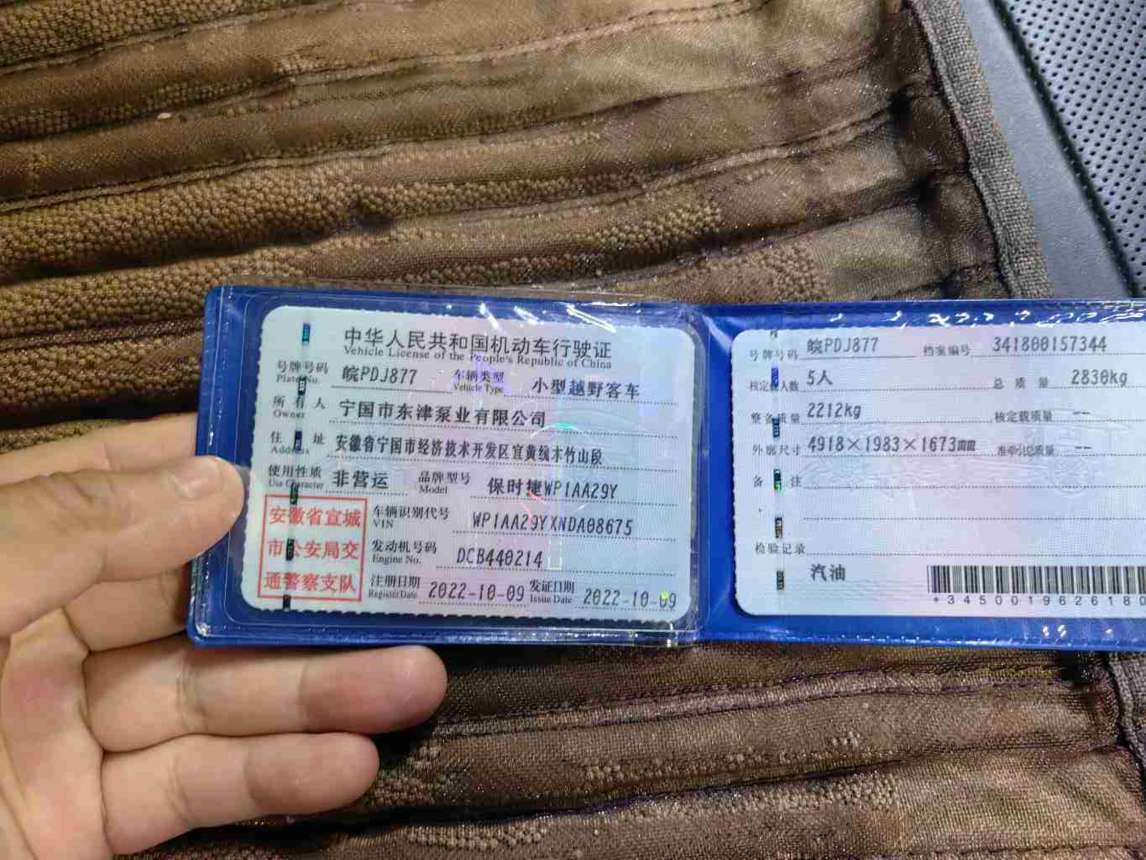 中华人民共和国机动车行驶证
Vehicle License of the People's Republic of China
号牌号码 皖PDJ877 车辆类型 小型越野客车
Plate No. Vehicle Type
所有人 宁国市东津泵业有限公司
Owner
住址 安徽省宁国市经济技术开发区宜黄线木竹山段
Address
使用性质 非营运 品牌型号 保时捷WP1AA29Y
Use Character Model
安徽省宣城
市公安局交
通警察支队
车辆识别代号 WP1AA29YXNDA08675
VIN
发动机号码 DCB440214
Engine No.
注册日期 2022-10-09 发证日期 2022-10-09
Register Date Issue Date
号牌号码 皖PDJ877 档案编号 341800157344
核定载人数 5人 总质量 2830kg
整备质量 2212kg 核定载质量 --
外廓尺寸 4918×1983×1673mm 准牵引总质量 --
备注
检验记录
汽油
*3450019626180